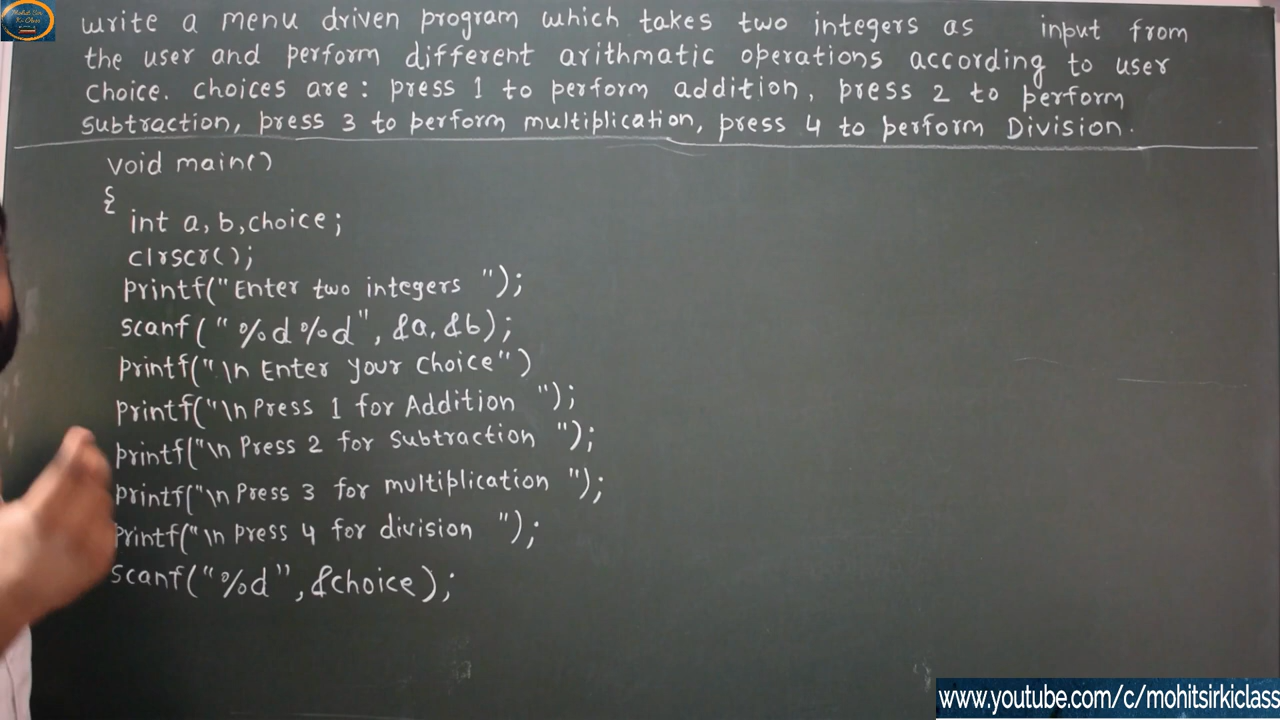 Mohit Sir
Ki Class
write a menu driven program which takes two integers as input from
the user and perform different arithmatic operations according to user
choice. choices are: press 1 to perform addition, press 2 to perform
subtraction, press 3 to perform multiplication, press 4 to perform Division.
void main()
{
int a, b,choice;
clrscr();
printf("Enter two integers ");
scanf("%d%d", &a, &b);
printf("\n Enter your choice")
printf("\n Press 1 for Addition ");
printf("\n Press 2 for subtraction ");
printf("\n Press 3 for multiplication ");
printf("\n Press 4 for division ");
scanf("%d", &choice);
www.youtube.com/c/mohitsirkiclass